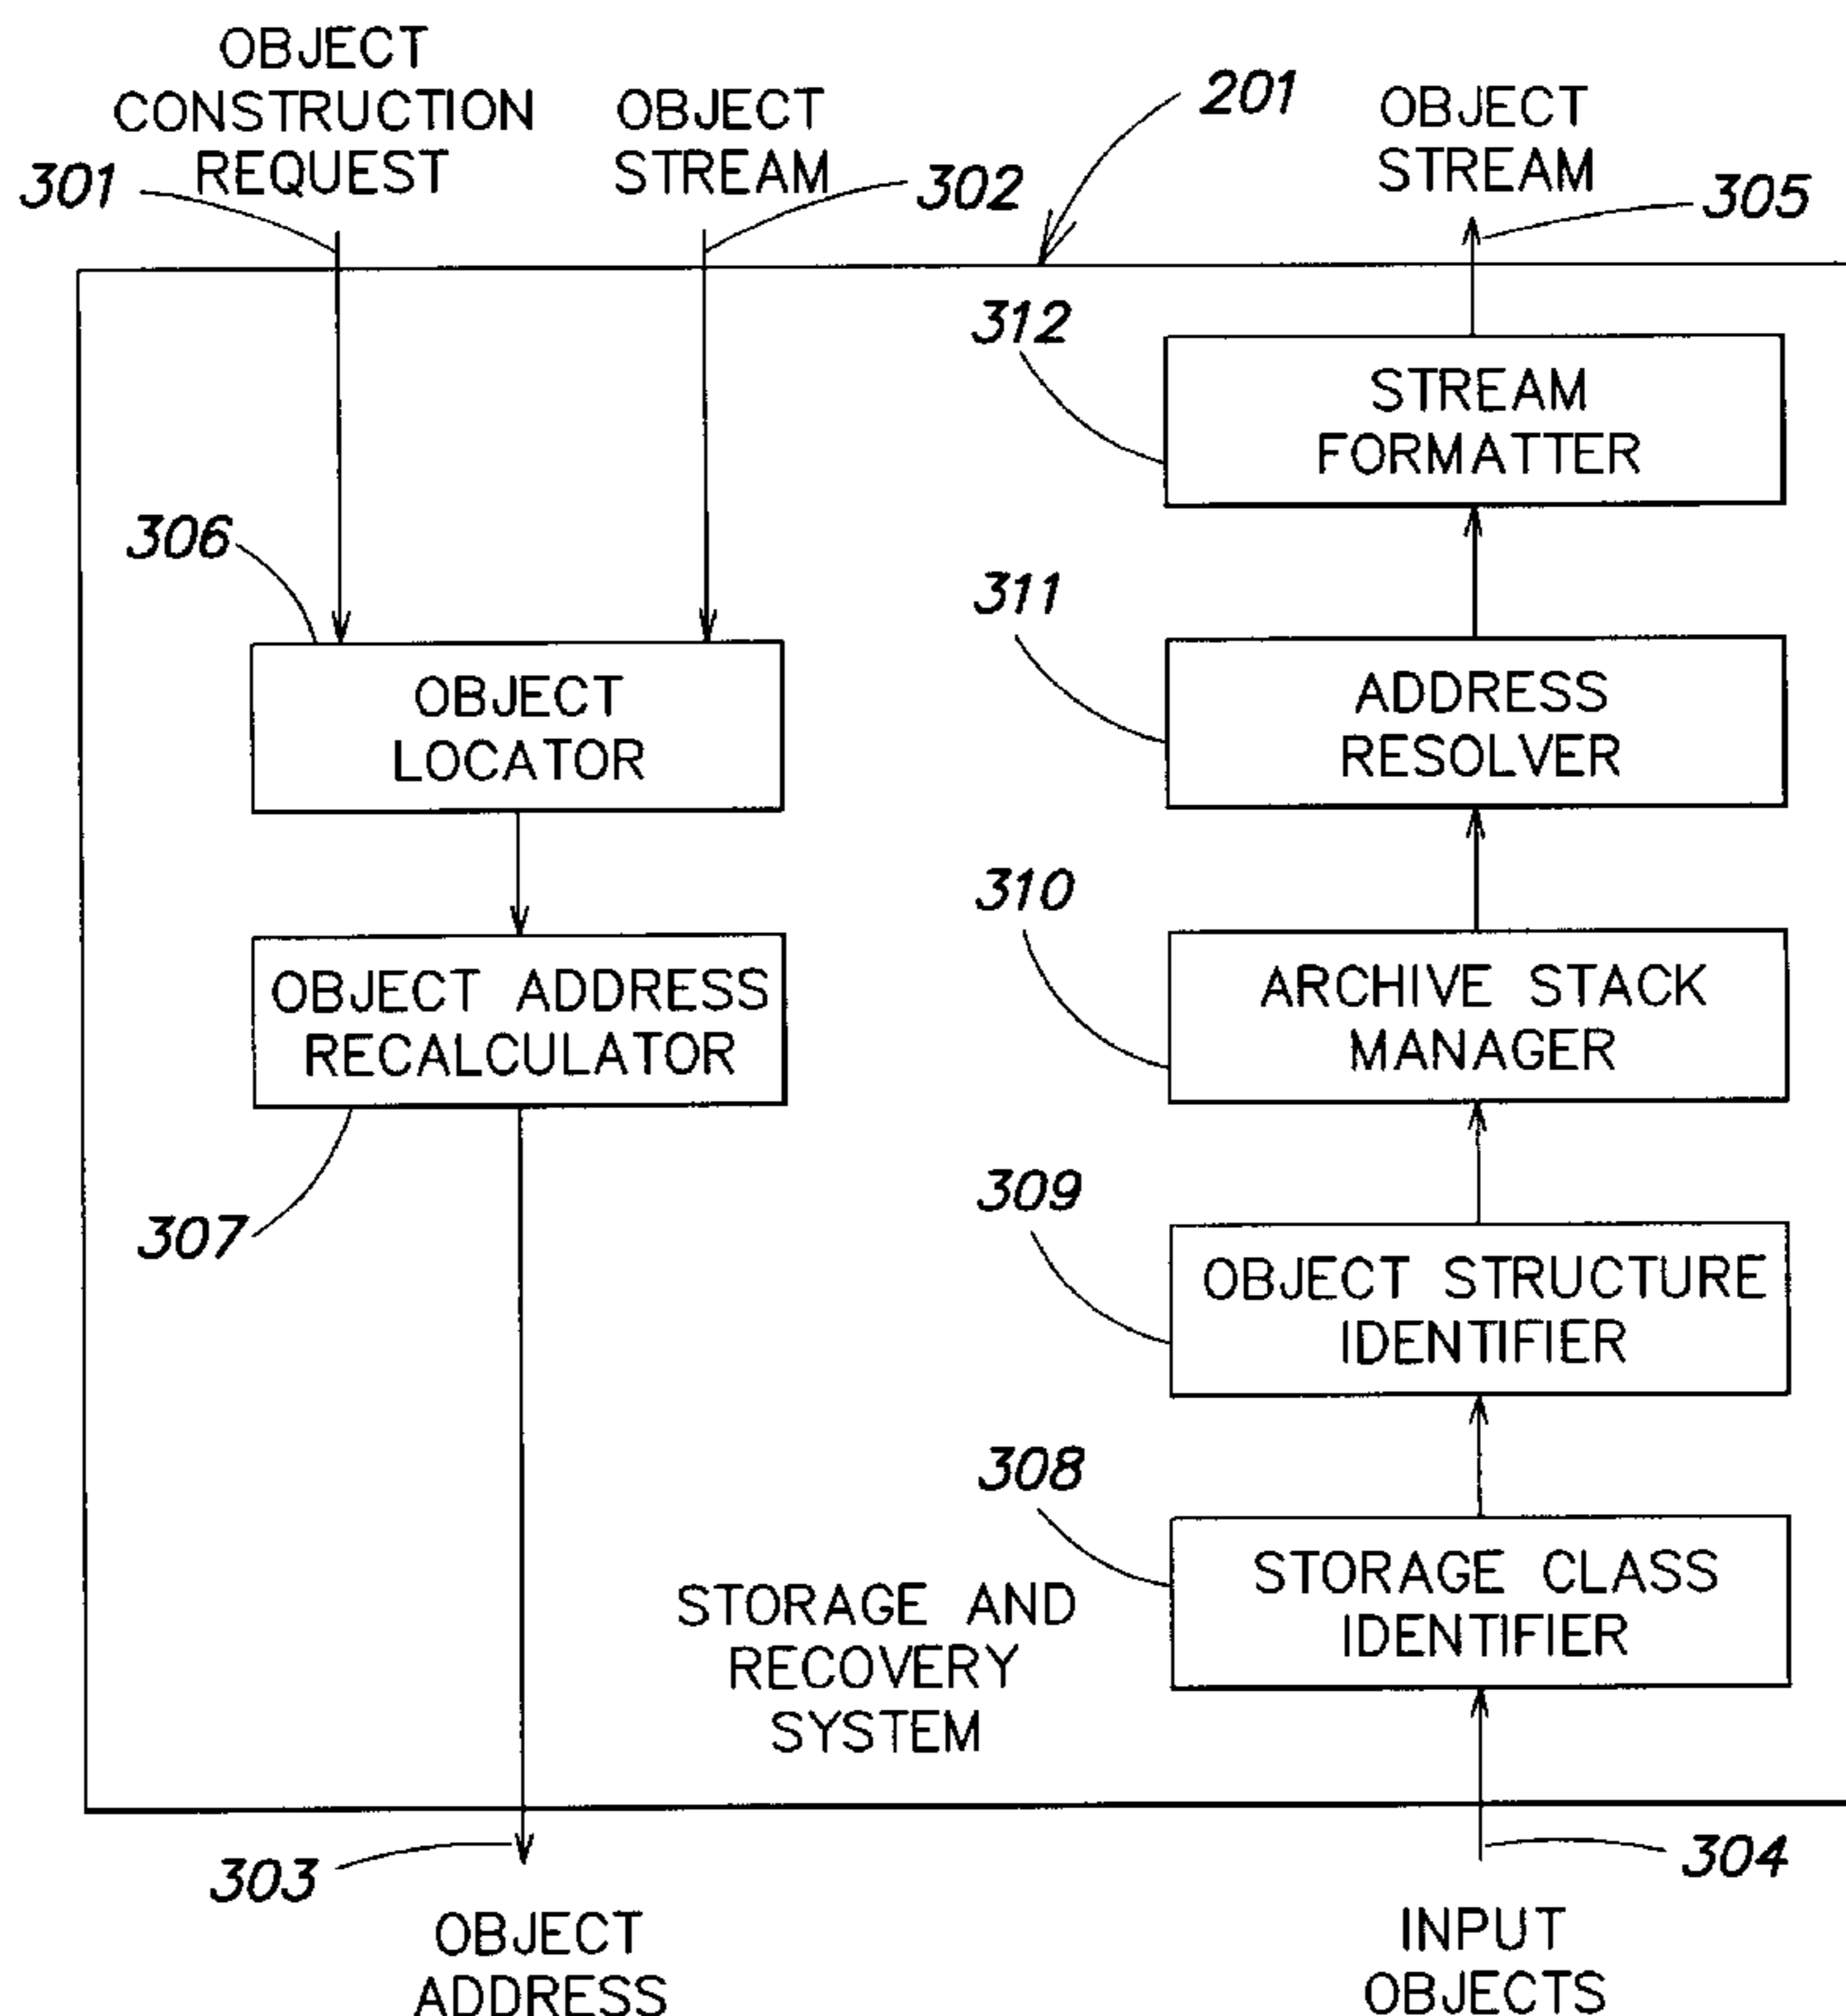 OBJECT
CONSTRUCTION
REQUEST
301
OBJECT
STREAM
302
201
OBJECT
STREAM
305
312
STREAM
FORMATTER
306
311
OBJECT
LOCATOR
ADDRESS
RESOLVER
310
OBJECT ADDRESS
RECALCULATOR
ARCHIVE STACK
MANAGER
307
309
OBJECT STRUCTURE
IDENTIFIER
308
STORAGE CLASS
IDENTIFIER
STORAGE AND
RECOVERY
SYSTEM
303
304
OBJECT
ADDRESS
INPUT
OBJECTS